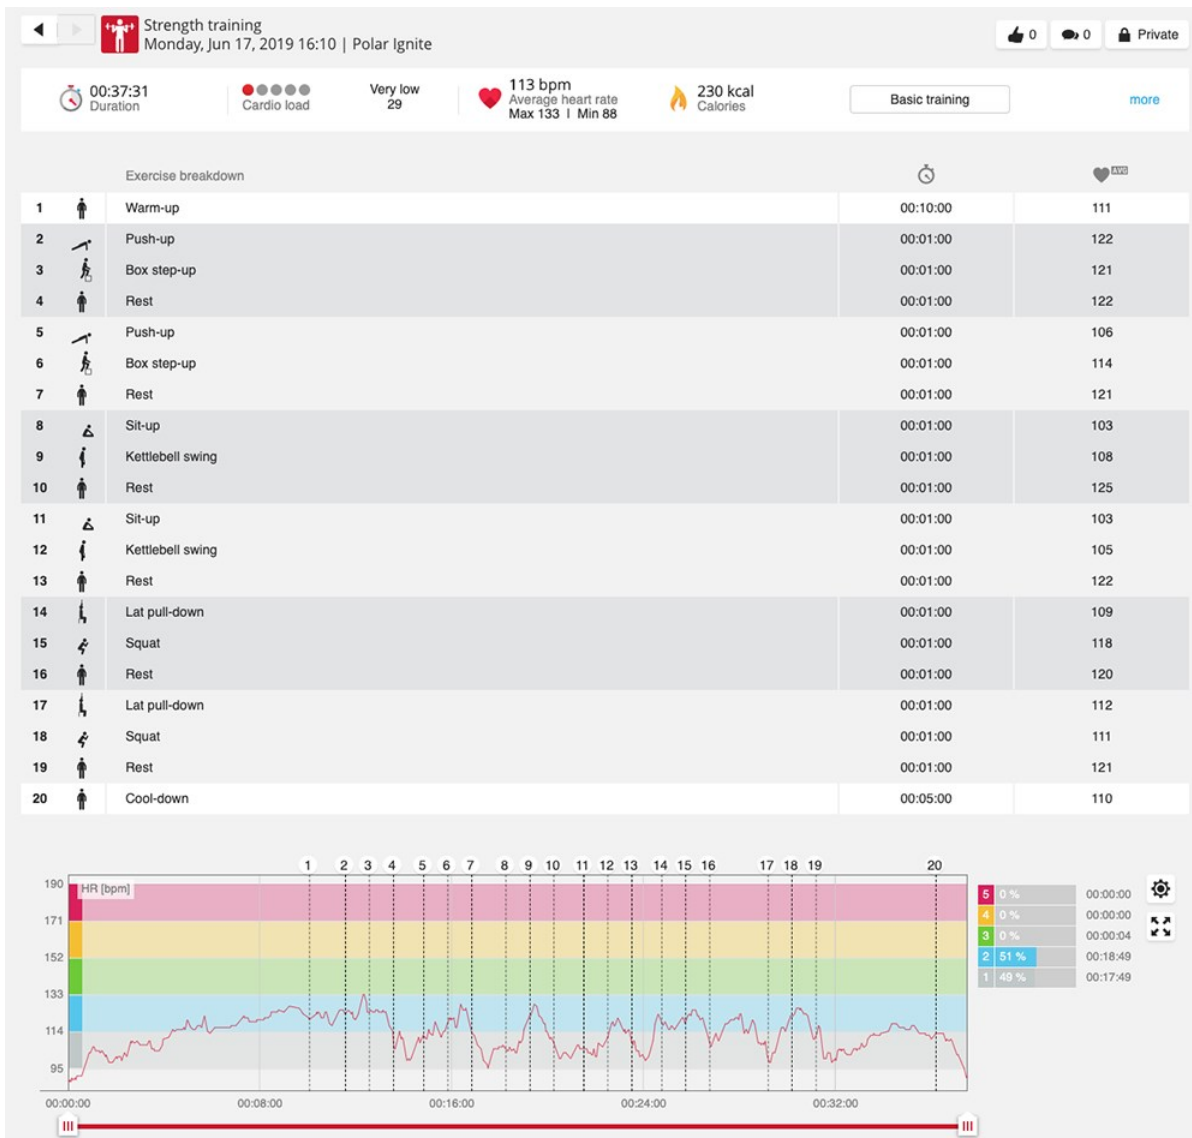 Strength training
Monday, Jun 17, 2019 16:10 | Polar Ignite
0
0
Private
00:37:31
Duration
Cardio load
Very low
29
113 bpm
Average heart rate
Max 133 | Min 88
230 kcal
Calories
Basic training
more
Exercise breakdown
AVG
1 Warm-up 00:10:00 111
2 Push-up 00:01:00 122
3 Box step-up 00:01:00 121
4 Rest 00:01:00 122
5 Push-up 00:01:00 106
6 Box step-up 00:01:00 114
7 Rest 00:01:00 121
8 Sit-up 00:01:00 103
9 Kettlebell swing 00:01:00 108
10 Rest 00:01:00 125
11 Sit-up 00:01:00 103
12 Kettlebell swing 00:01:00 105
13 Rest 00:01:00 122
14 Lat pull-down 00:01:00 109
15 Squat 00:01:00 118
16 Rest 00:01:00 120
17 Lat pull-down 00:01:00 112
18 Squat 00:01:00 111
19 Rest 00:01:00 121
20 Cool-down 00:05:00 110
1 2 3 4 5 6 7 8 9 10 11 12 13 14 15 16 17 18 19 20
HR [bpm]
190
171
152
133
114
95
00:00:00 00:08:00 00:16:00 00:24:00 00:32:00
5 0 % 00:00:00
4 0 % 00:00:00
3 0 % 00:00:04
2 51 % 00:18:49
1 49 % 00:17:49